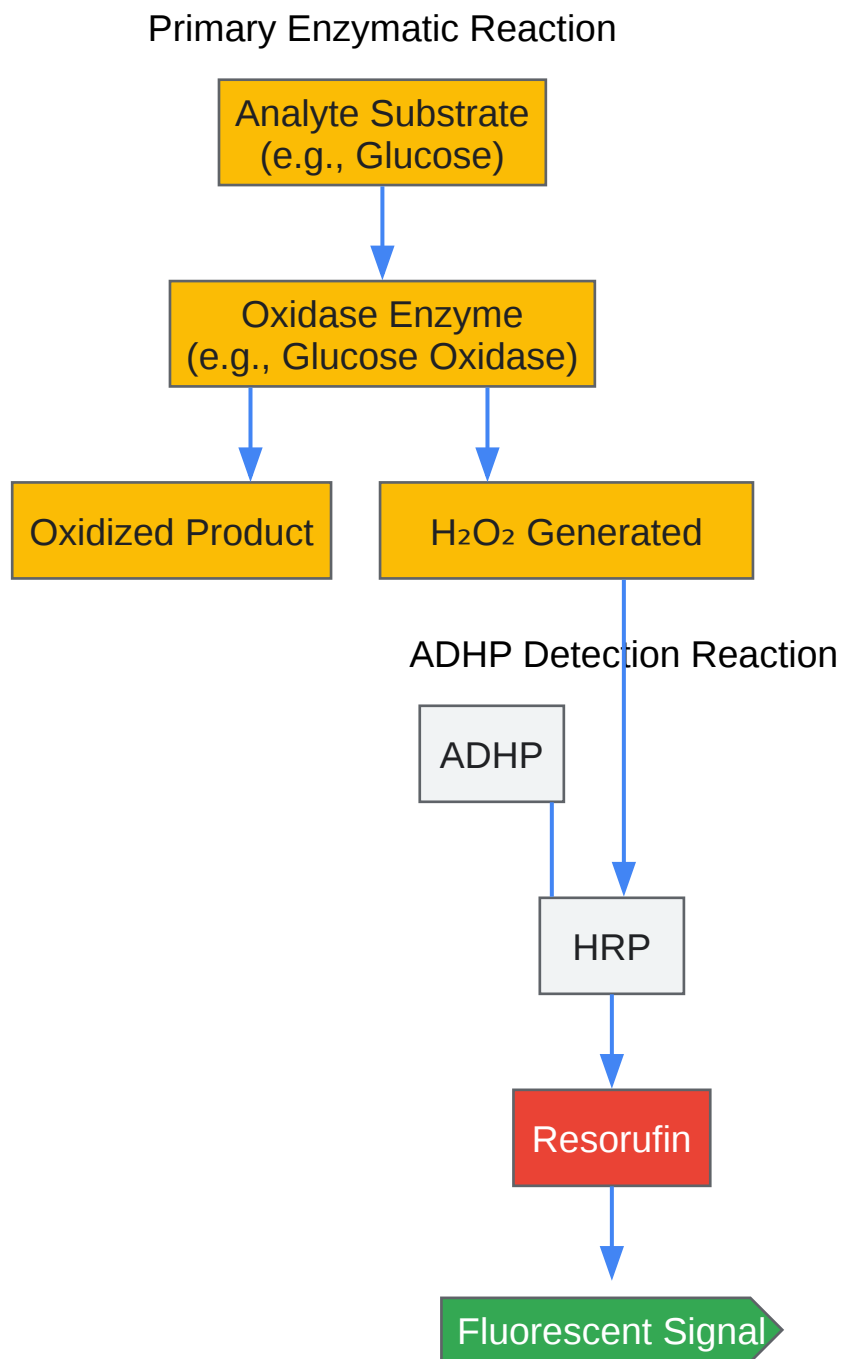 Primary Enzymatic Reaction
Analyte Substrate
(e.g., Glucose)
Oxidase Enzyme
(e.g., Glucose Oxidase)
Oxidized Product
H₂O₂ Generated
ADHP Detection Reaction
ADHP
HRP
Resorufin
Fluorescent Signal